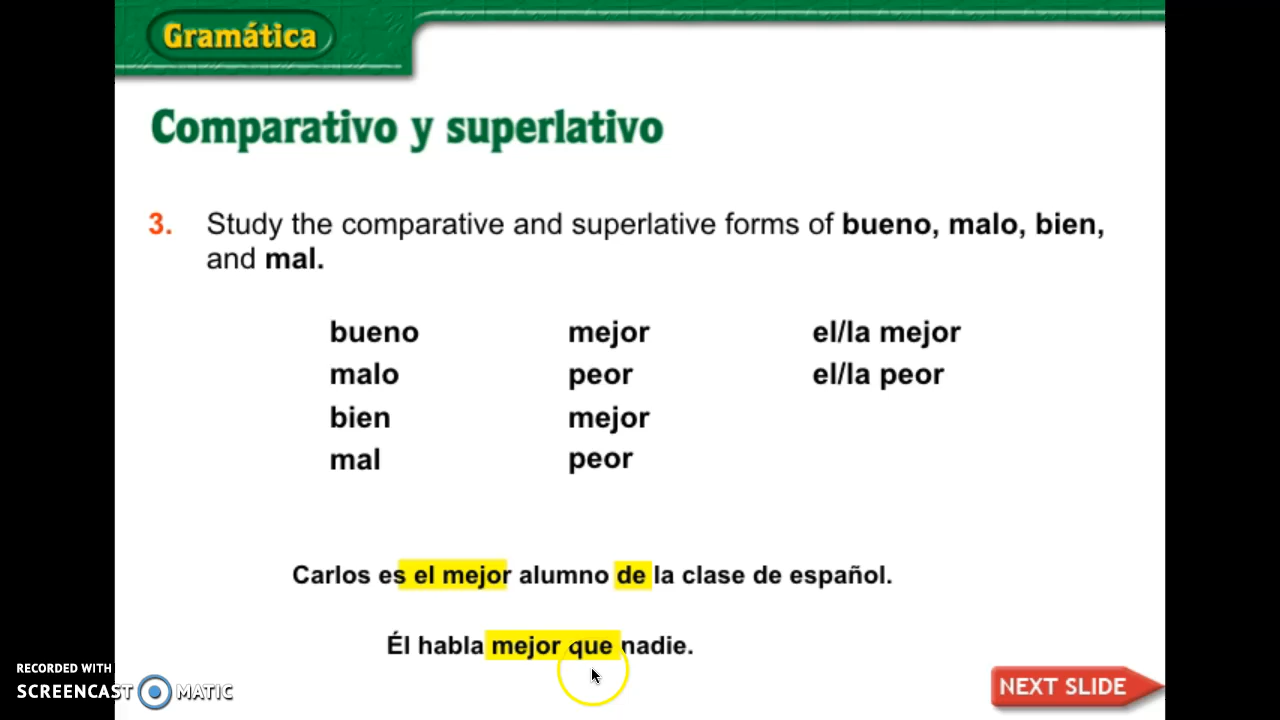 Gramática
Comparativo y superlativo
3. Study the comparative and superlative forms of bueno, malo, bien,
and mal.
bueno mejor el/la mejor
malo peor el/la peor
bien mejor
mal peor
Carlos es el mejor alumno de la clase de español.
Él habla mejor que nadie.
RECORDED WITH
SCREENCAST MATIC
NEXT SLIDE